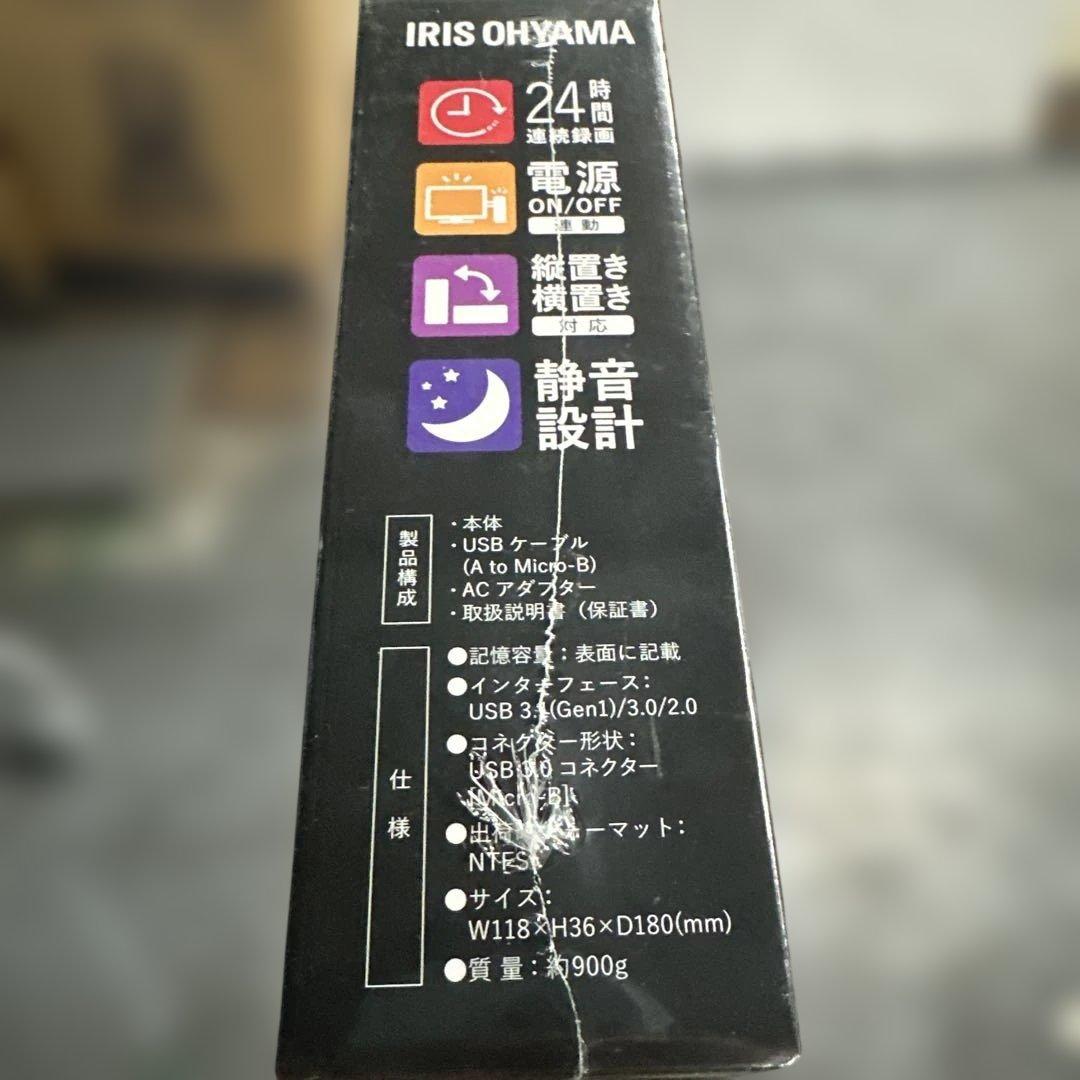 IRIS OHYAMA
24時間
連続録画
電源
ON/OFF
連動
縦置き
横置き
対応
静音
設計
製品構成
・本体
・USB ケーブル
(A to Micro-B)
・AC アダプター
・取扱説明書（保証書）
仕様
●記憶容量：表面に記載
●インターフェース：
USB 3.1(Gen1)/3.0/2.0
●コネクター形状：
USB 3.0 コネクター
[Micro-B]
●出荷 ォーマット：
NTFS
●サイズ：
W118×H36×D180(mm)
●質量：約900g